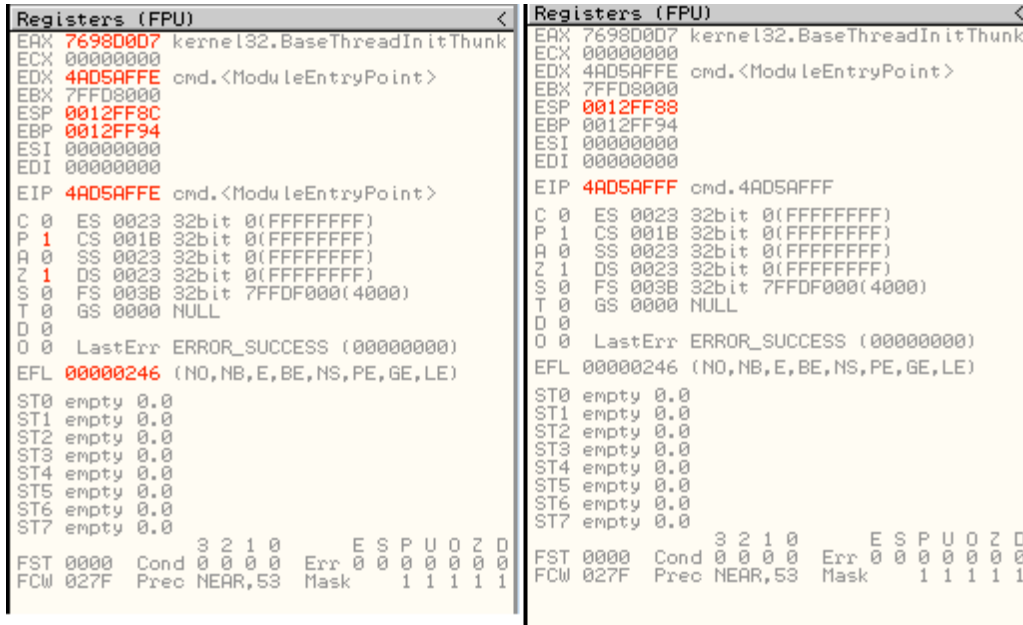 Registers (FPU) <
EAX 7698D0D7 kernel32.BaseThreadInitThunk
ECX 00000000
EDX 4AD5AFFE cmd.<ModuleEntryPoint>
EBX 7FFD8000
ESP 0012FF8C
EBP 0012FF94
ESI 00000000
EDI 00000000
EIP 4AD5AFFE cmd.<ModuleEntryPoint>
C 0 ES 0023 32bit 0(FFFFFFFF)
P 1 CS 001B 32bit 0(FFFFFFFF)
A 0 SS 0023 32bit 0(FFFFFFFF)
Z 1 DS 0023 32bit 0(FFFFFFFF)
S 0 FS 003B 32bit 7FFDF000(4000)
T 0 GS 0000 NULL
D 0
O 0 LastErr ERROR_SUCCESS (00000000)
EFL 00000246 (NO,NB,E,BE,NS,PE,GE,LE)
ST0 empty 0.0
ST1 empty 0.0
ST2 empty 0.0
ST3 empty 0.0
ST4 empty 0.0
ST5 empty 0.0
ST6 empty 0.0
ST7 empty 0.0
3 2 1 0 E S P U O Z D
FST 0000 Cond 0 0 0 0 Err 0 0 0 0 0 0 0
FCW 027F Prec NEAR,53 Mask 1 1 1 1 1
Registers (FPU) <
EAX 7698D0D7 kernel32.BaseThreadInitThunk
ECX 00000000
EDX 4AD5AFFE cmd.<ModuleEntryPoint>
EBX 7FFD8000
ESP 0012FF88
EBP 0012FF94
ESI 00000000
EDI 00000000
EIP 4AD5AFFF cmd.4AD5AFFF
C 0 ES 0023 32bit 0(FFFFFFFF)
P 1 CS 001B 32bit 0(FFFFFFFF)
A 0 SS 0023 32bit 0(FFFFFFFF)
Z 1 DS 0023 32bit 0(FFFFFFFF)
S 0 FS 003B 32bit 7FFDF000(4000)
T 0 GS 0000 NULL
D 0
O 0 LastErr ERROR_SUCCESS (00000000)
EFL 00000246 (NO,NB,E,BE,NS,PE,GE,LE)
ST0 empty 0.0
ST1 empty 0.0
ST2 empty 0.0
ST3 empty 0.0
ST4 empty 0.0
ST5 empty 0.0
ST6 empty 0.0
ST7 empty 0.0
3 2 1 0 E S P U O Z D
FST 0000 Cond 0 0 0 0 Err 0 0 0 0 0 0 0
FCW 027F Prec NEAR,53 Mask 1 1 1 1 1